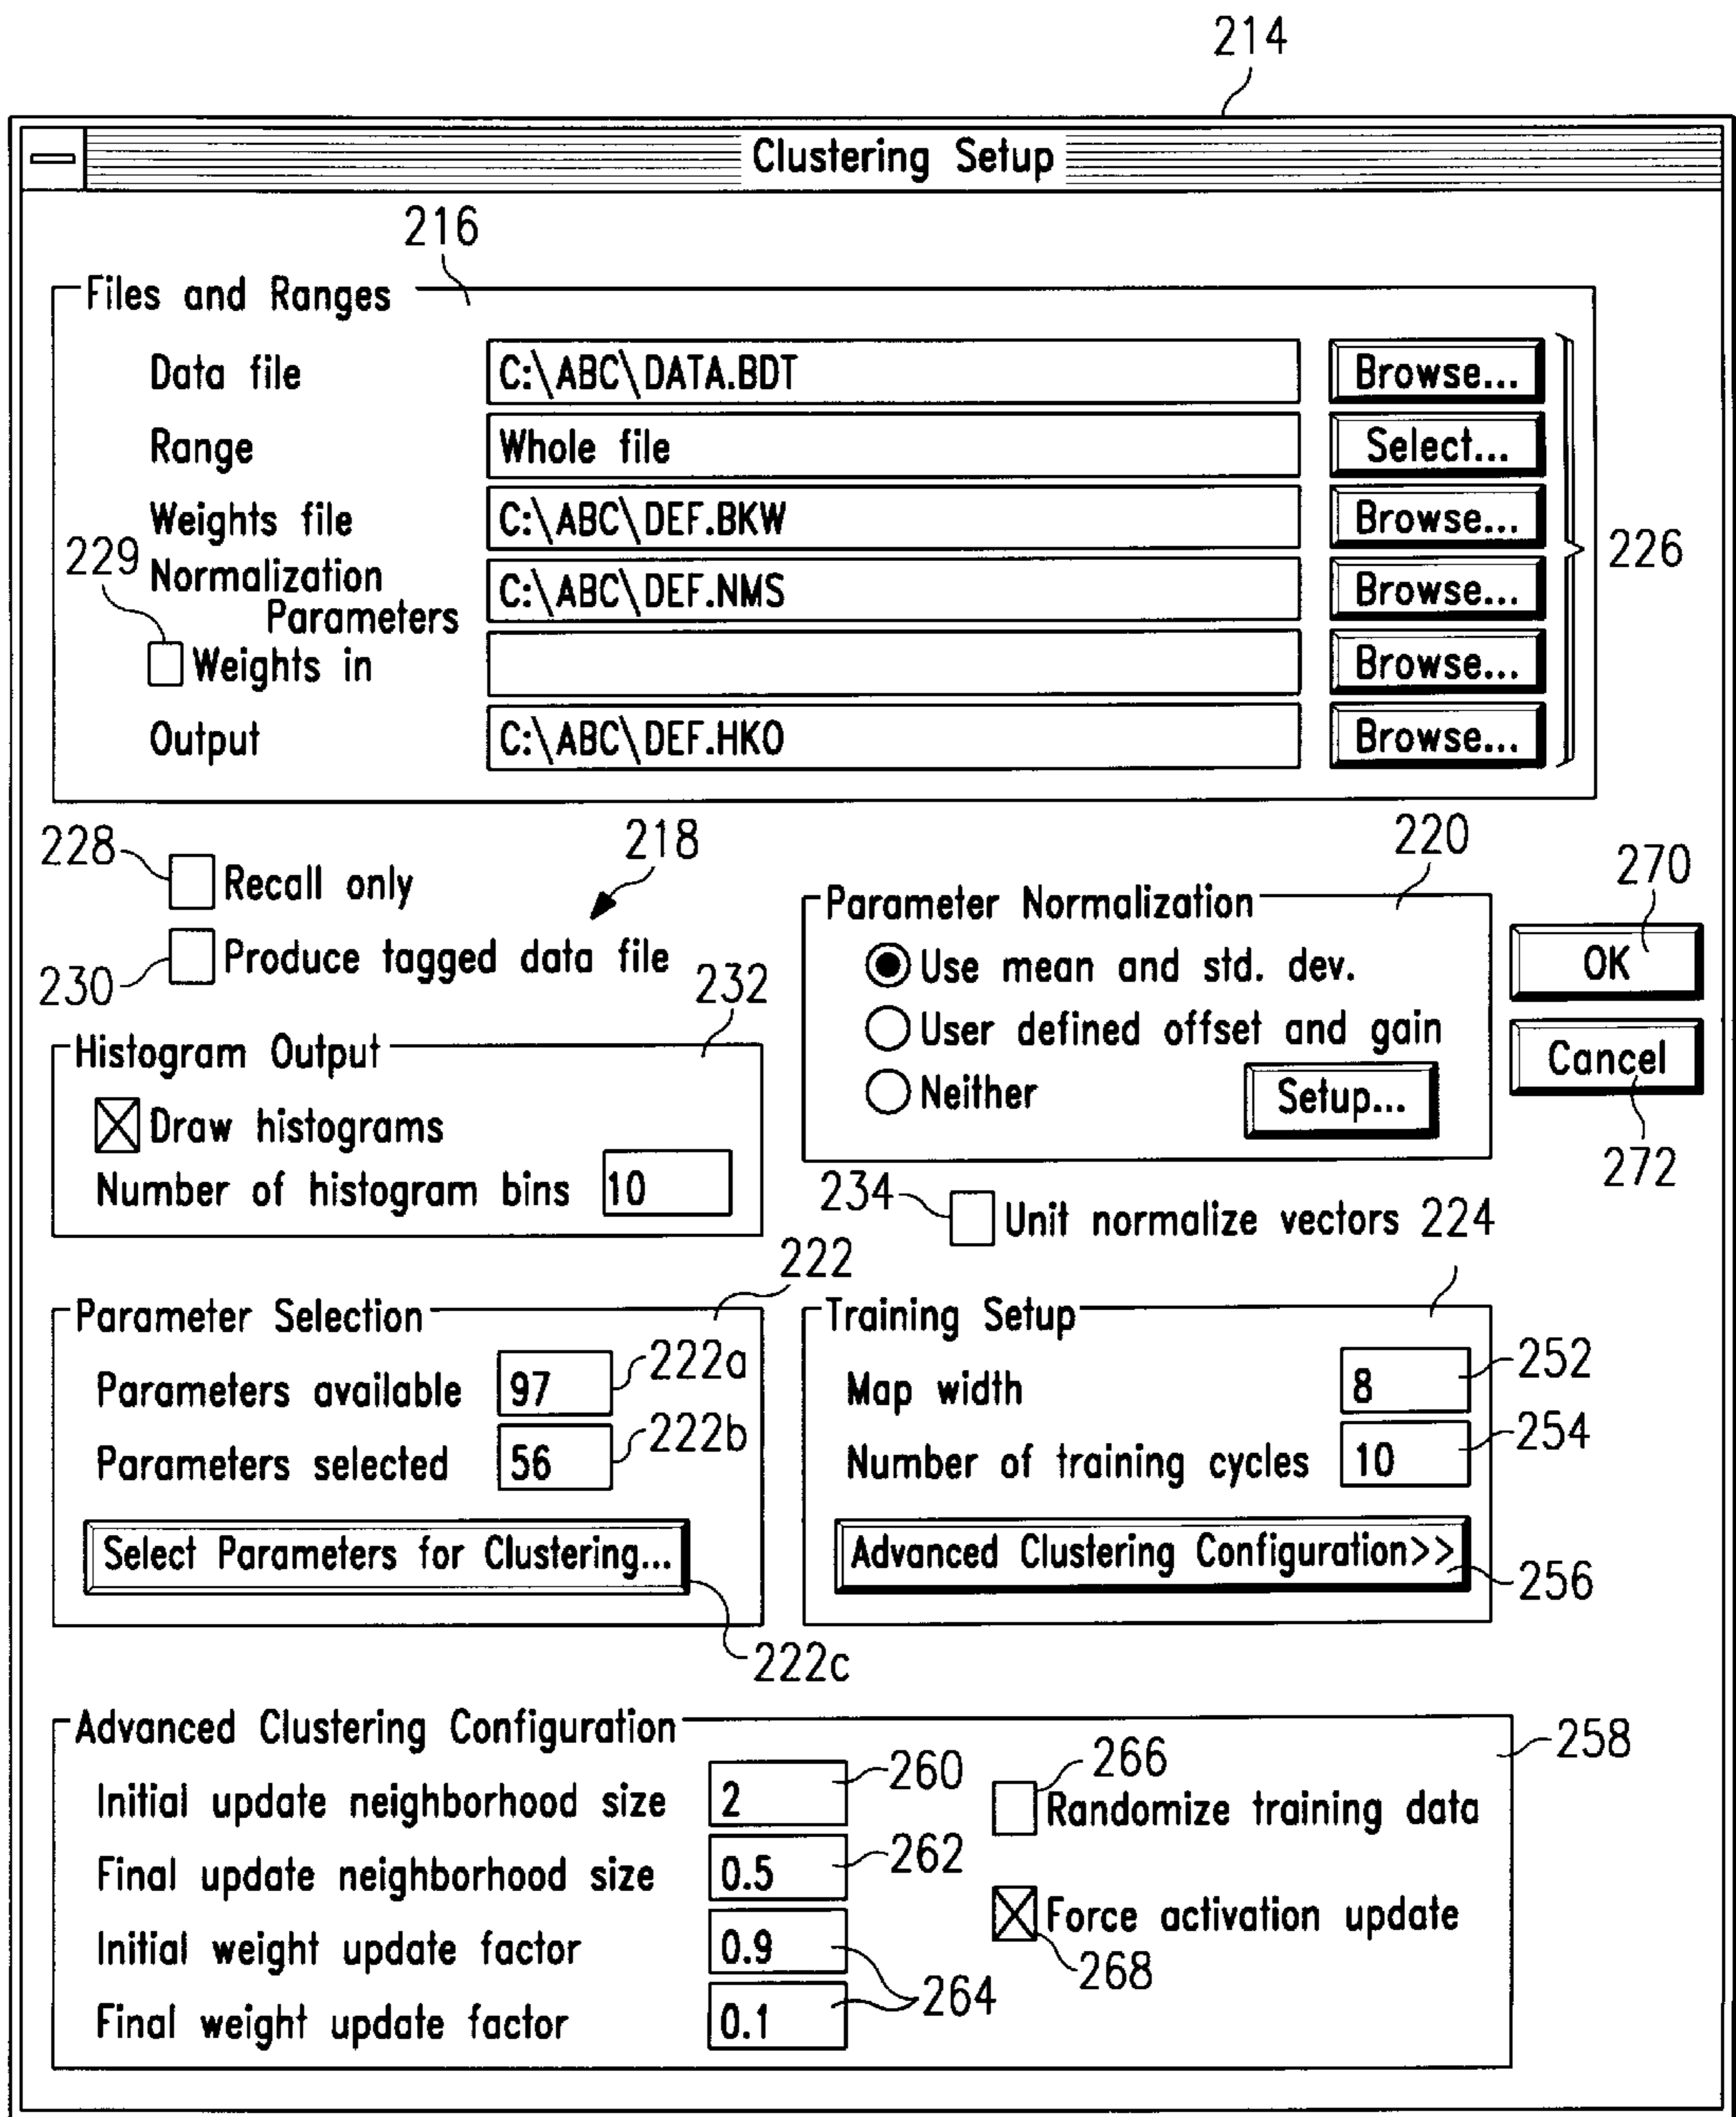 214
Clustering Setup
216
Files and Ranges
Data file C:\ABC\DATA.BDT Browse...
Range Whole file Select...
Weights file C:\ABC\DEF.BKW Browse...
226
229
Normalization Parameters C:\ABC\DEF.NMS Browse...
Weights in Browse...
Output C:\ABC\DEF.HKO Browse...
228 Recall only
218
230 Produce tagged data file
220
Parameter Normalization
Use mean and std. dev.
User defined offset and gain
Neither Setup...
270
OK
Cancel
272
232
Histogram Output
Draw histograms
Number of histogram bins 10
234 Unit normalize vectors
224
222
Parameter Selection
Parameters available 97 222a
Parameters selected 56 222b
Select Parameters for Clustering...
222c
Training Setup
Map width 8 252
Number of training cycles 10 254
Advanced Clustering Configuration>>
256
Advanced Clustering Configuration
258
Initial update neighborhood size 2 260
Final update neighborhood size 0.5 262
Initial weight update factor 0.9
Final weight update factor 0.1
264
266
Randomize training data
Force activation update
268